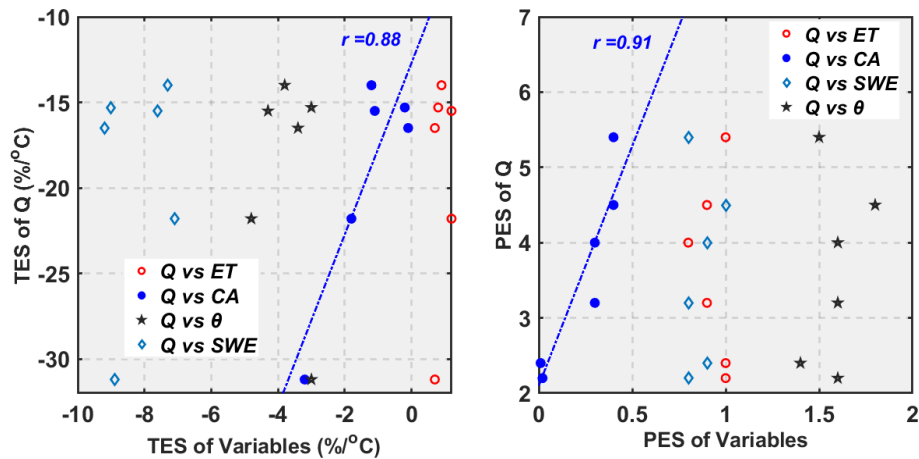 TES of Q (%/°C)
-10
-15
-20
-25
-30
r =0.88
Q vs ET
Q vs CA
Q vs θ
Q vs SWE
-10 -8 -6 -4 -2 0
TES of Variables (%/°C)
PES of Q
7
6
5
4
3
2
r =0.91
Q vs ET
Q vs CA
Q vs SWE
Q vs θ
0 0.5 1 1.5 2
PES of Variables